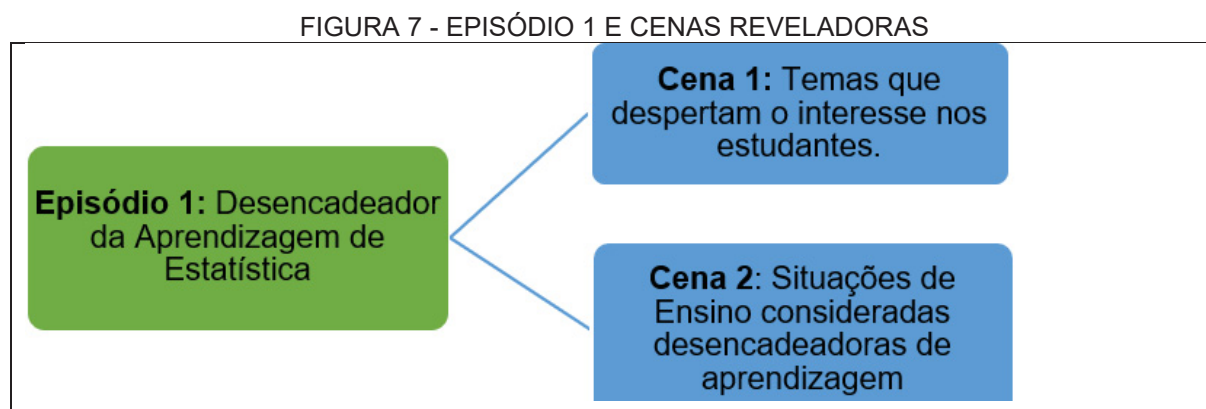 FIGURA 7 - EPISÓDIO 1 E CENAS REVELADORAS
Episódio 1: Desencadeador
da Aprendizagem de
Estatística
Cena 1: Temas que
despertam o interesse nos
estudantes.
Cena 2: Situações de
Ensino consideradas
desencadeadoras de
aprendizagem